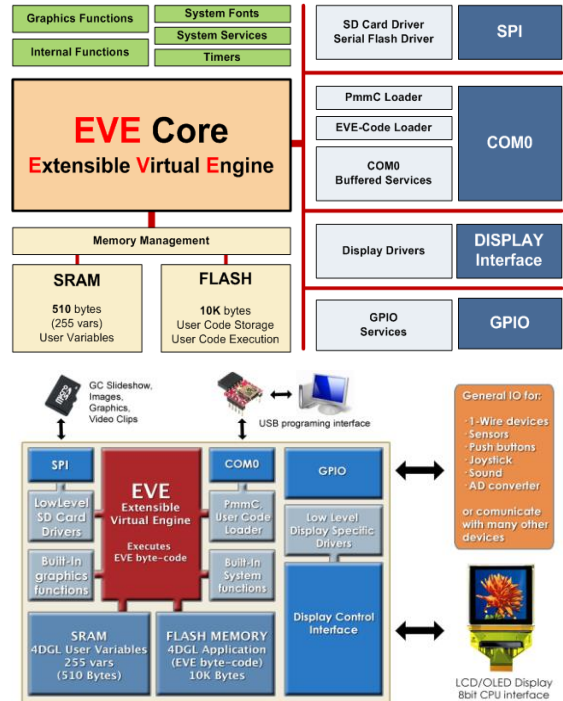 Graphics Functions
Internal Functions
System Fonts
System Services
Timers
EVE Core
Extensible Virtual Engine
Memory Management
SRAM
510 bytes
(255 vars)
User Variables
FLASH
10K bytes
User Code Storage
User Code Execution
SD Card Driver
Serial Flash Driver
SPI
PmmC Loader
EVE-Code Loader
COM0
Buffered Services
COM0
Display Drivers
DISPLAY
Interface
GPIO
Services
GPIO
micro
GC Slideshow,
Images,
Graphics,
Video Clips
USB programing interface
General IO for:
· 1-Wire devices
· Sensors
· Push buttons
· Joystick
· Sound
· AD converter
or comunicate
with many other
devices
SPI
EVE
Extensible
Virtual Engine
Executes
EVE byte-code
COM0
GPIO
LowLevel
SD Card
Drivers
PmmC,
User Code
Loader
Low Level
Display Specific
Drivers
Built-In
graphics
functions
Built-In
System
functions
SRAM
4DGL User Variables
255 vars
(510 Bytes)
FLASH MEMORY
4DGL Application
(EVE byte-code)
10K Bytes
Display Control
Interface
LCD/OLED Display
8bit CPU interface